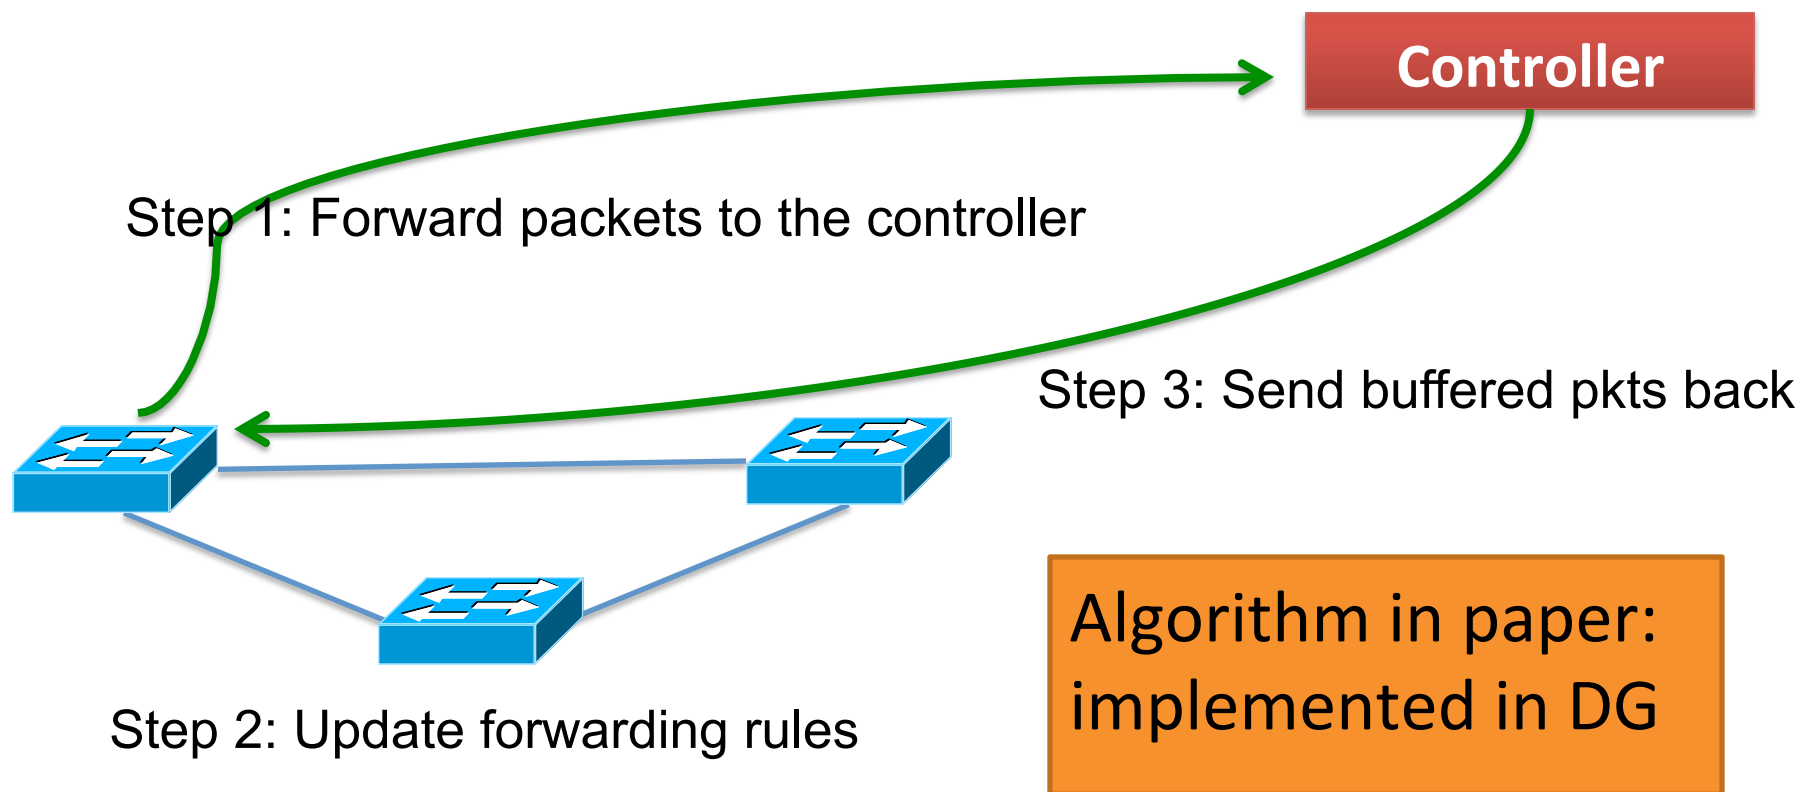 Controller
Step 1: Forward packets to the controller
Step 3: Send buffered pkts back
Step 2: Update forwarding rules
Algorithm in paper:
implemented in DG